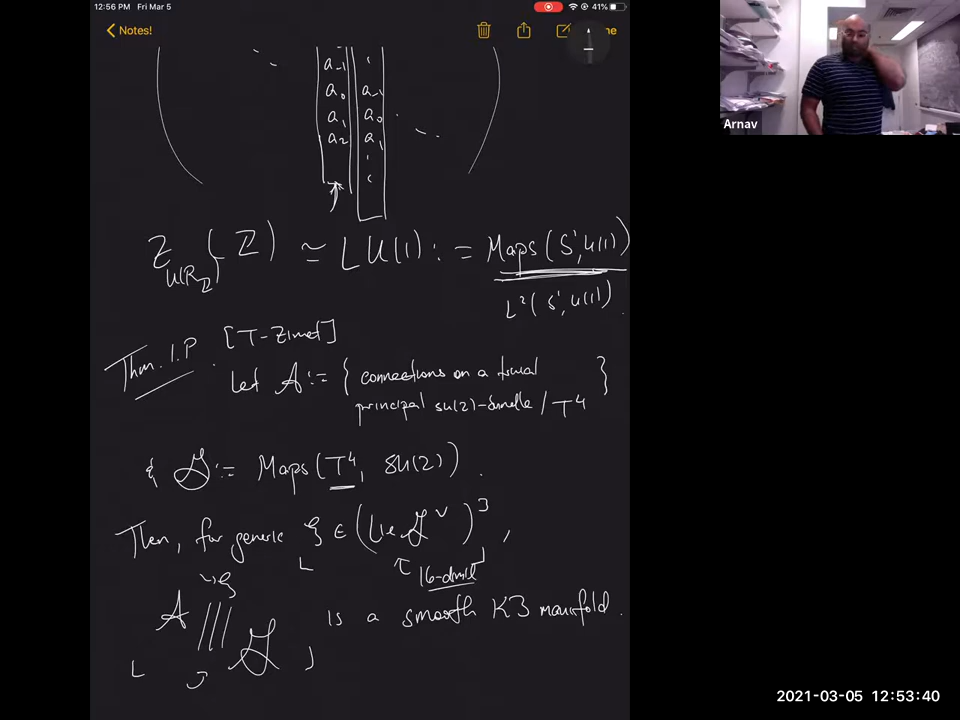 12:56 PM Fri Mar 5
41%
Notes!
a₋₁
a₀ a₋₁
a₁ a₀
a₂ a₁
Z_{U(R_Z)} (Z) ≃ L U(1) := Maps(S¹, U(1))
L²(S¹, U(1)).
Thm. 1.P. [T-Zimet]
Let A := { connections on a trivial
principal SU(2)-bundle / T⁴ }
& G := Maps(T⁴, SU(2)).
Then, for generic ξ ∈ (Lie G^∨)³,
16-dim'l
A ///_ξ G is a smooth K3 manifold.
Arnav
2021-03-05 12:53:40